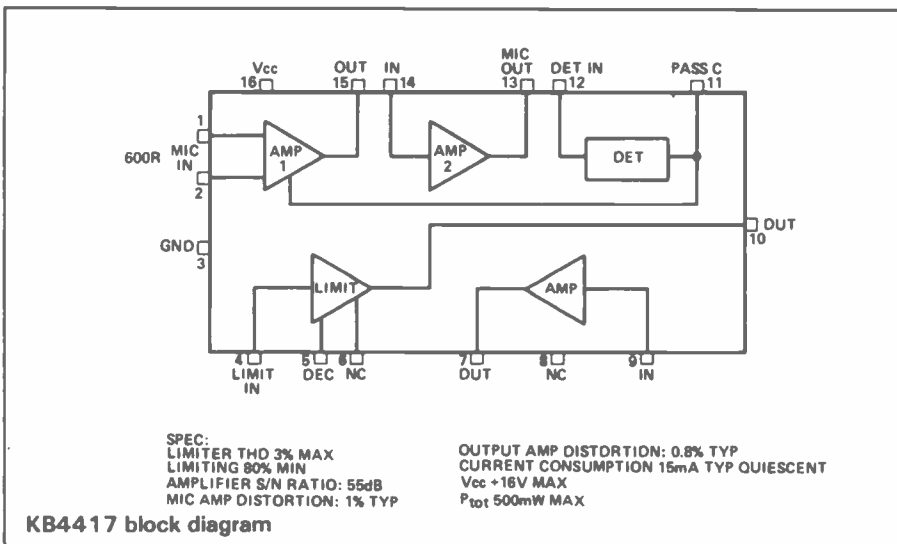 Vcc
16
OUT
15
IN
14
MIC
OUT
13
DET IN
12
PASS C
11
1
600R MIC
IN
2
AMP
1
AMP
2
DET
GND
3
DUT
10
LIMIT
AMP
4
LIMIT
IN
5
DEC
6
NC
7
DUT
8
NC
9
IN
SPEC:
LIMITER THD 3% MAX
LIMITING 80% MIN
AMPLIFIER S/N RATIO: 55dB
MIC AMP DISTORTION: 1% TYP
OUTPUT AMP DISTORTION: 0.8% TYP
CURRENT CONSUMPTION 15mA TYP QUIESCENT
Vcc +16V MAX
Ptot 500mW MAX
KB4417 block diagram